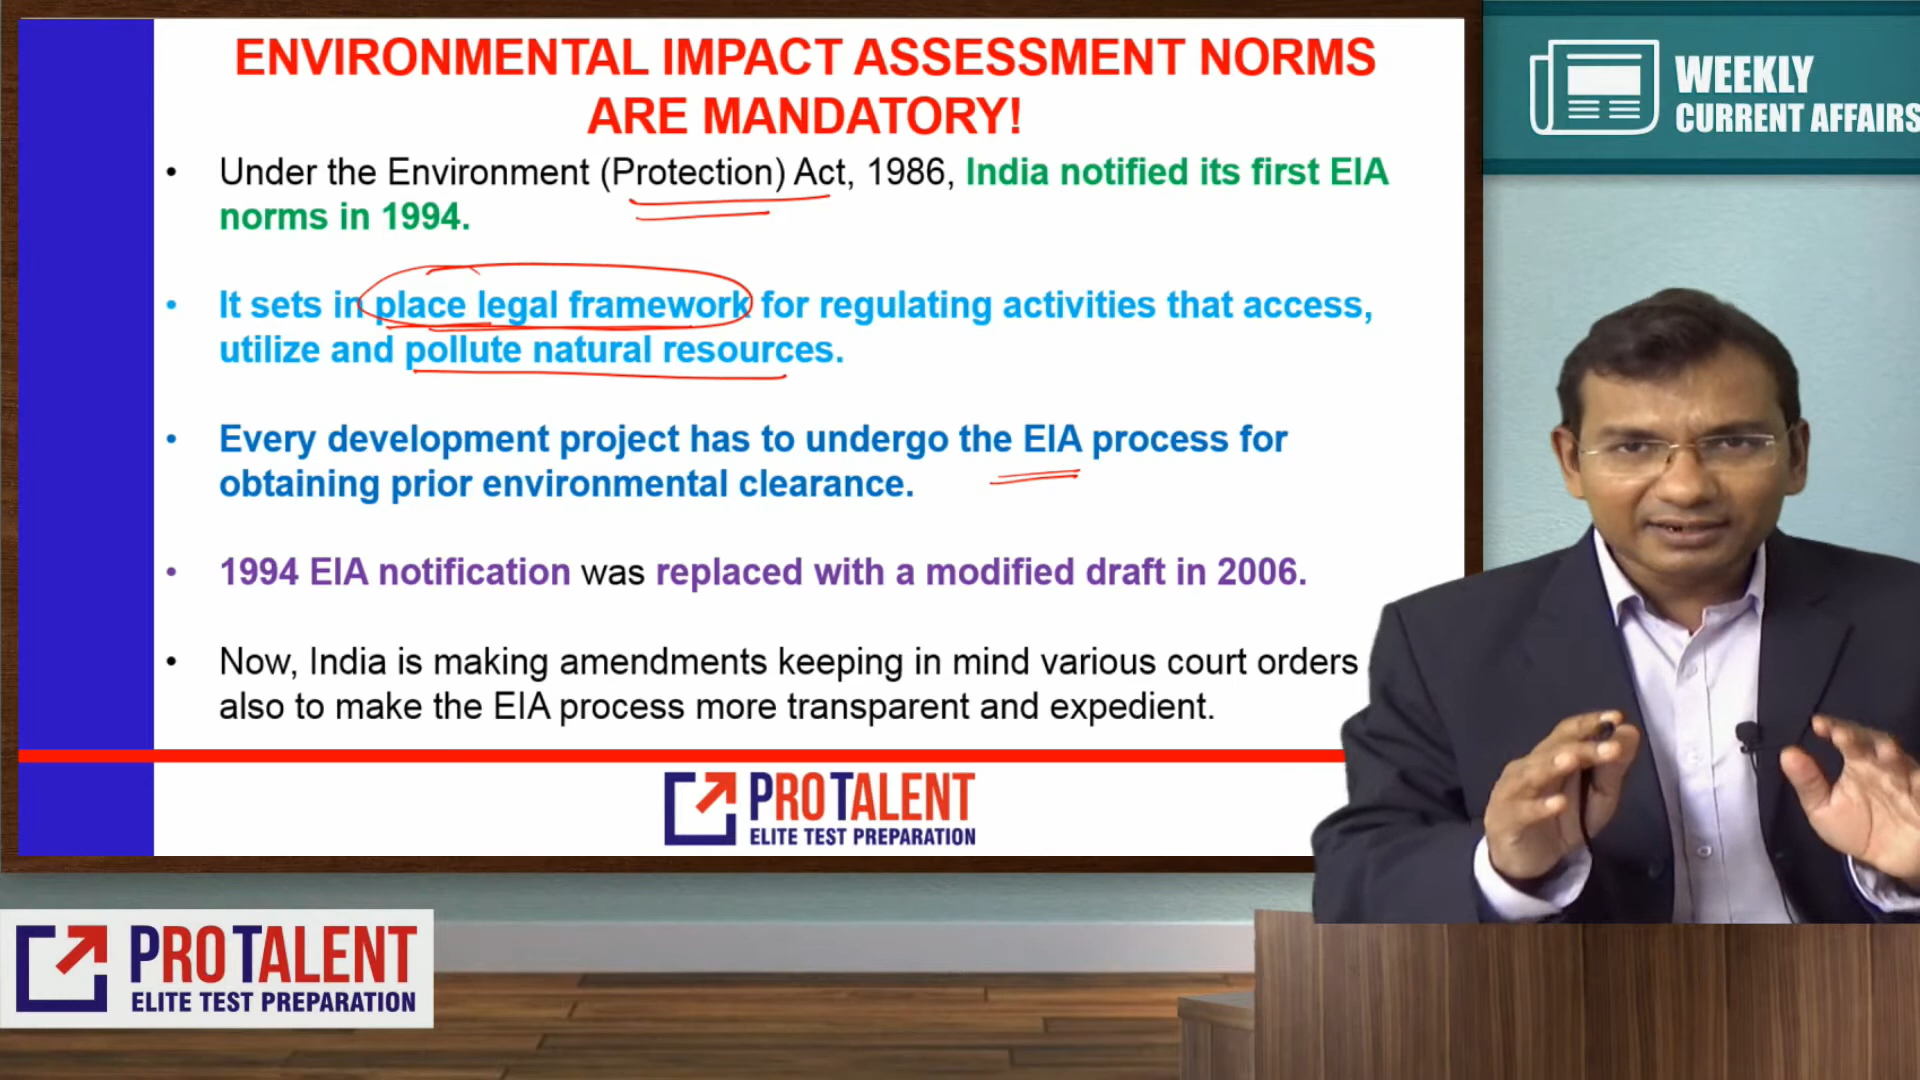 ENVIRONMENTAL IMPACT ASSESSMENT NORMS
ARE MANDATORY!
• Under the Environment (Protection) Act, 1986, India notified its first EIA
norms in 1994.
• It sets in place legal framework for regulating activities that access,
utilize and pollute natural resources.
• Every development project has to undergo the EIA process for
obtaining prior environmental clearance.
• 1994 EIA notification was replaced with a modified draft in 2006.
• Now, India is making amendments keeping in mind various court orders
also to make the EIA process more transparent and expedient.
PROTALENT
ELITE TEST PREPARATION
WEEKLY
CURRENT AFFAIRS
PROTALENT
ELITE TEST PREPARATION